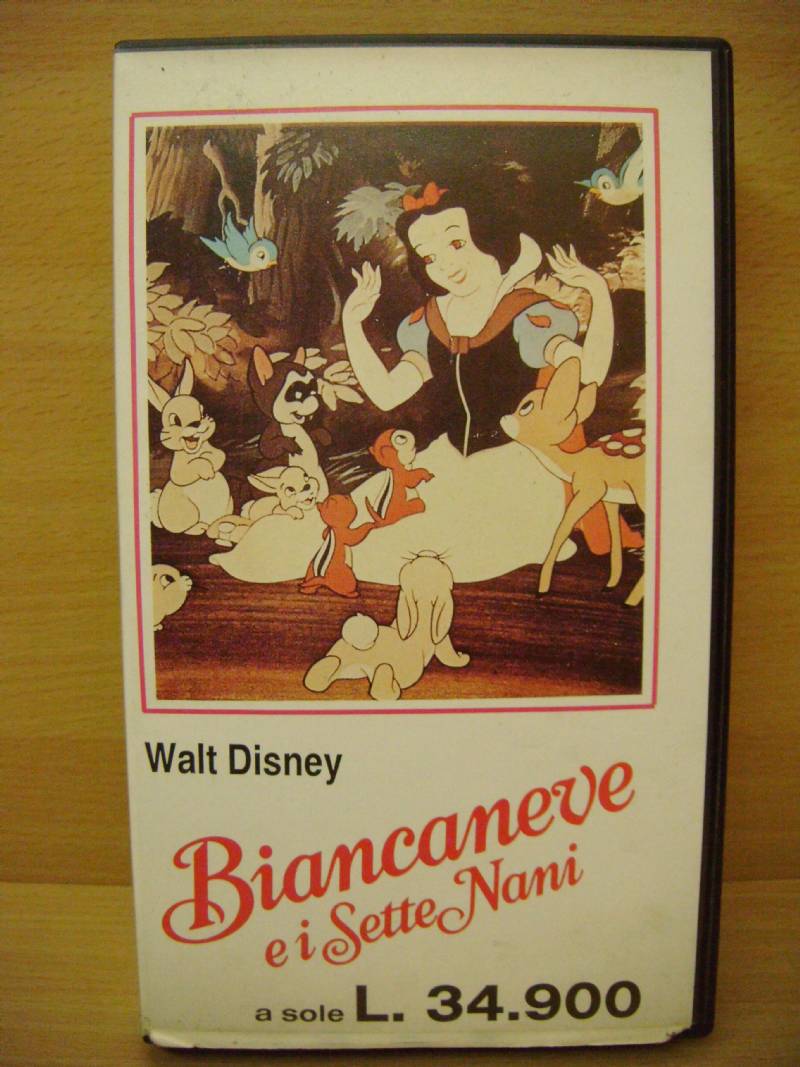 Walt Disney
Biancaneve
e i Sette Nani
a sole L. 34.900